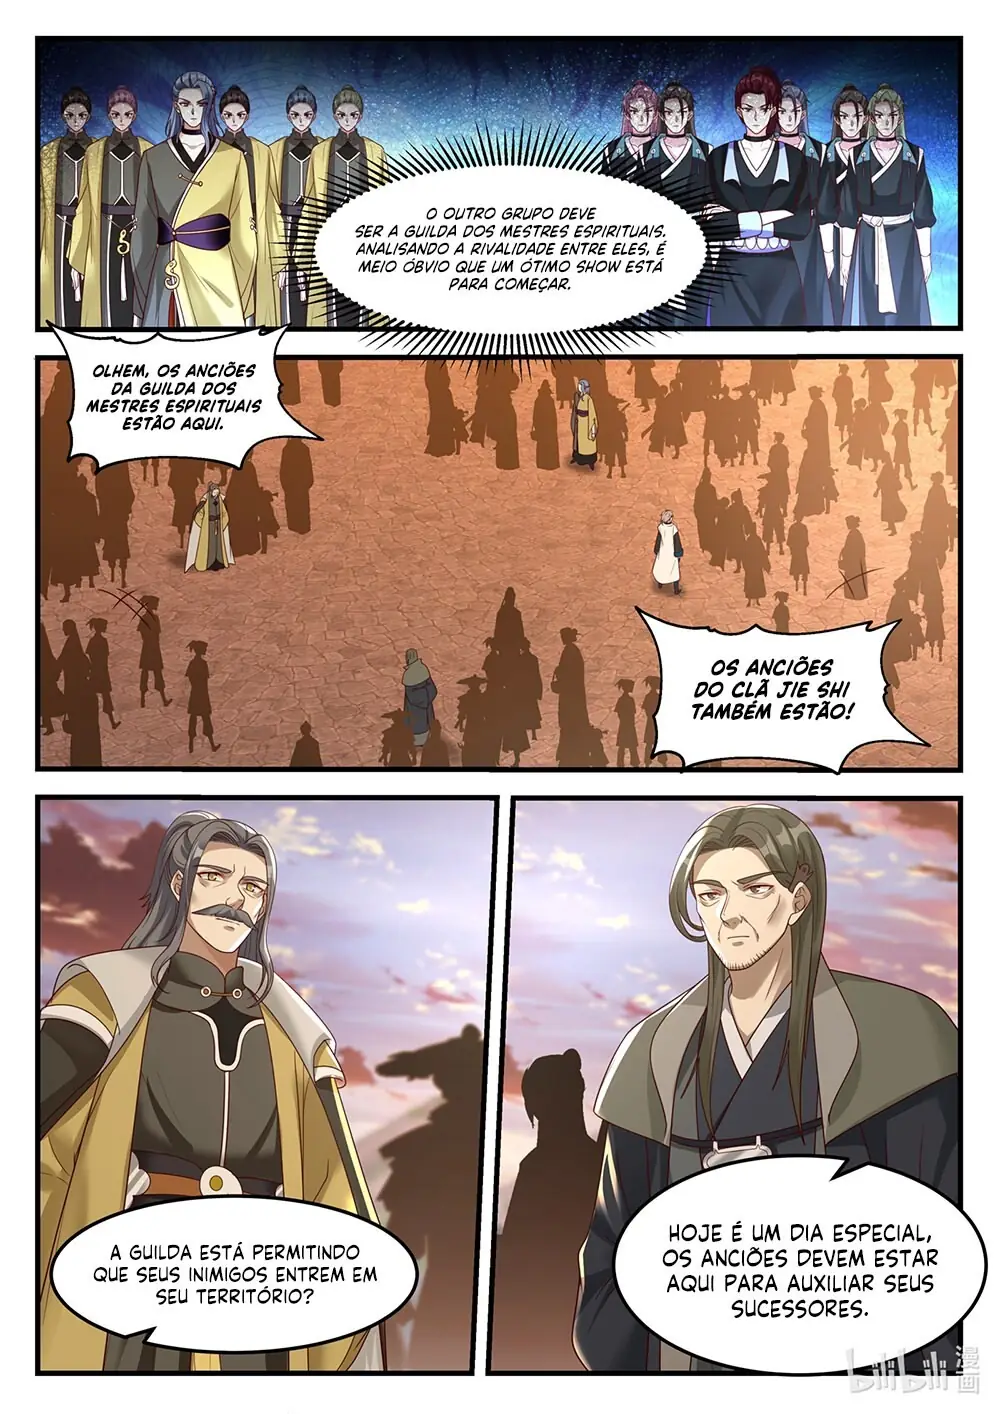 O OUTRO GRUPO DEVE
SER A GUILDA DOS MESTRES ESPIRITUAIS.
ANALISANDO A RIVALIDADE ENTRE ELES, É
MEIO ÓBVIO QUE UM ÓTIMO SHOW ESTÁ
PARA COMEÇAR.
OLHEM, OS ANCIÕES
DA GUILDA DOS
MESTRES ESPIRITUAIS
ESTÃO AQUI.
OS ANCIÕES
DO CLÃ JIE SHI
TAMBÉM ESTÃO!
A GUILDA ESTÁ PERMITINDO
QUE SEUS INIMIGOS ENTREM EM
SEU TERRITÓRIO?
HOJE É UM DIA ESPECIAL,
OS ANCIÕES DEVEM ESTAR
AQUI PARA AUXILIAR SEUS
SUCESSORES.
bilibili 漫画